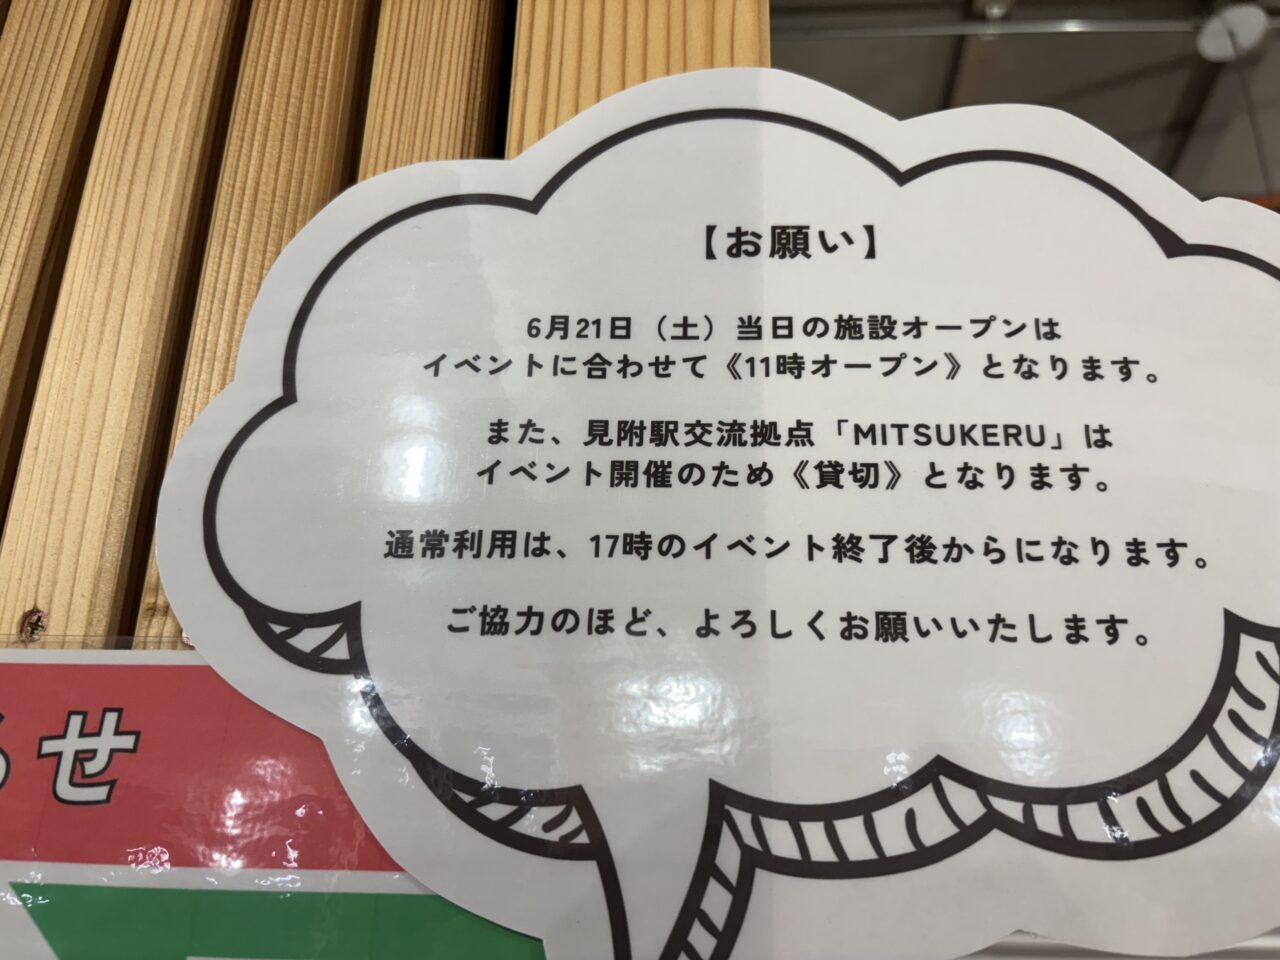 【お願い】
6月21日（土）当日の施設オープンは
イベントに合わせて《11時オープン》となります。
また、見附駅交流拠点「MITSUKERU」は
イベント開催のため《貸切》となります。
通常利用は、17時のイベント終了後からになります。
ご協力のほど、よろしくお願いいたします。
せ